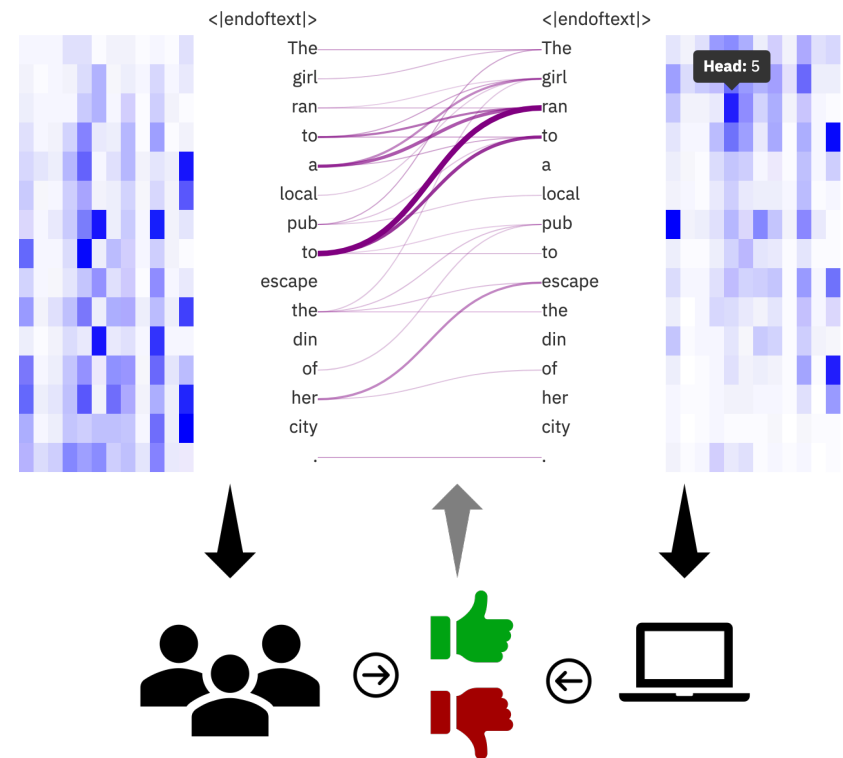 <|endoftext|> <|endoftext|>
The The
girl girl
Head: 5
ran ran
to to
a a
local local
pub pub
to to
escape escape
the the
din din
of of
her her
city city
. .